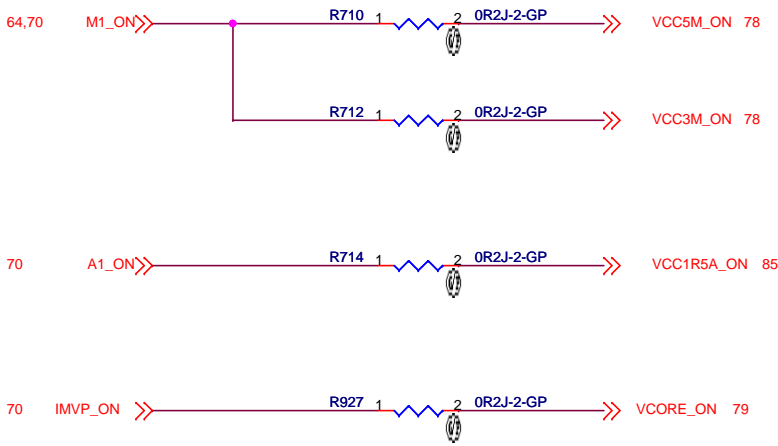 64,70 M1_ON R710 1 2 0R2J-2-GP VCC5M_ON 78
R712 1 2 0R2J-2-GP VCC3M_ON 78
70 A1_ON R714 1 2 0R2J-2-GP VCC1R5A_ON 85
70 IMVP_ON R927 1 2 0R2J-2-GP VCORE_ON 79